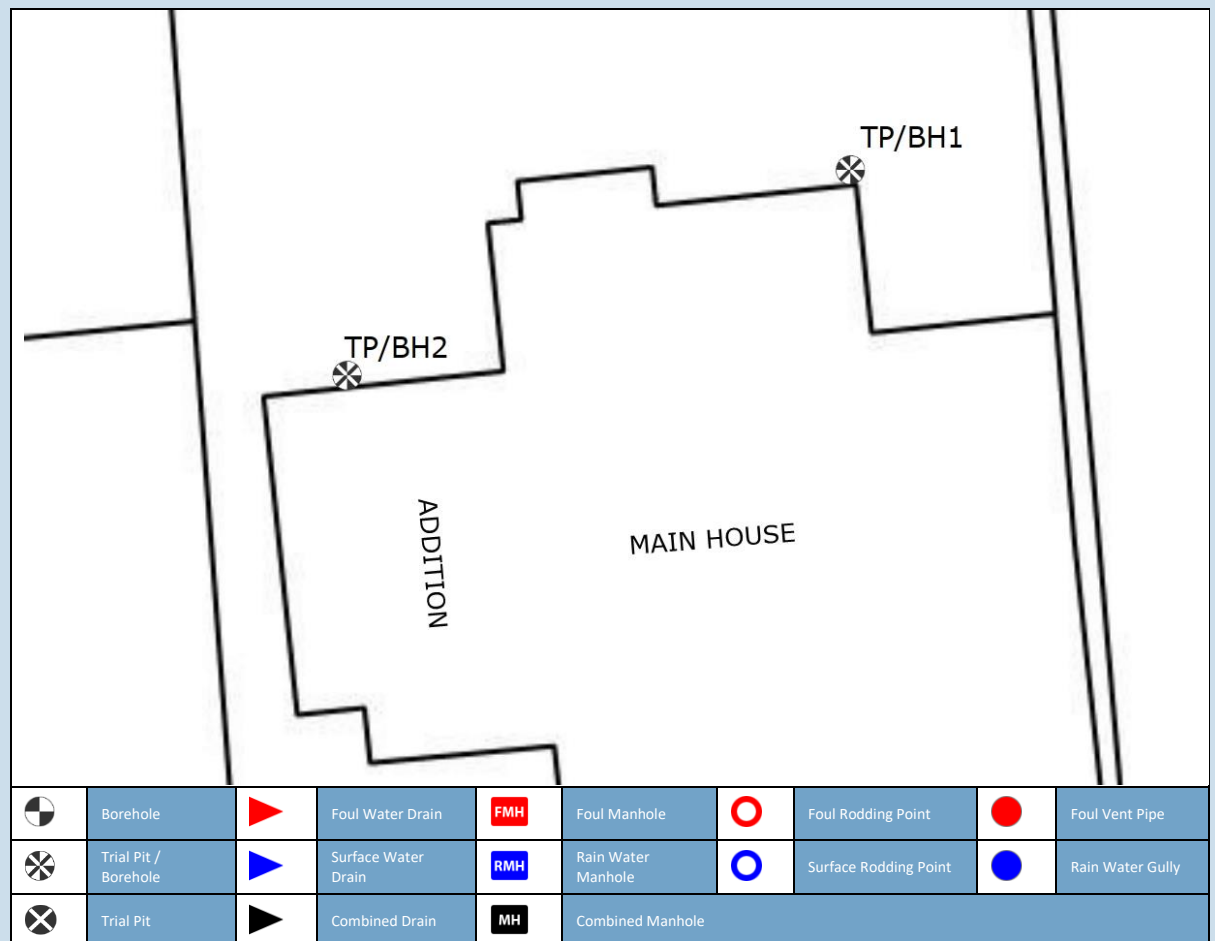 TP/BH1
TP/BH2
ADDITION
MAIN HOUSE
Borehole
Foul Water Drain
FMH
Foul Manhole
Foul Rodding Point
Foul Vent Pipe
Trial Pit /
Borehole
Surface Water
Drain
RMH
Rain Water
Manhole
Surface Rodding Point
Rain Water Gully
Trial Pit
Combined Drain
MH
Combined Manhole